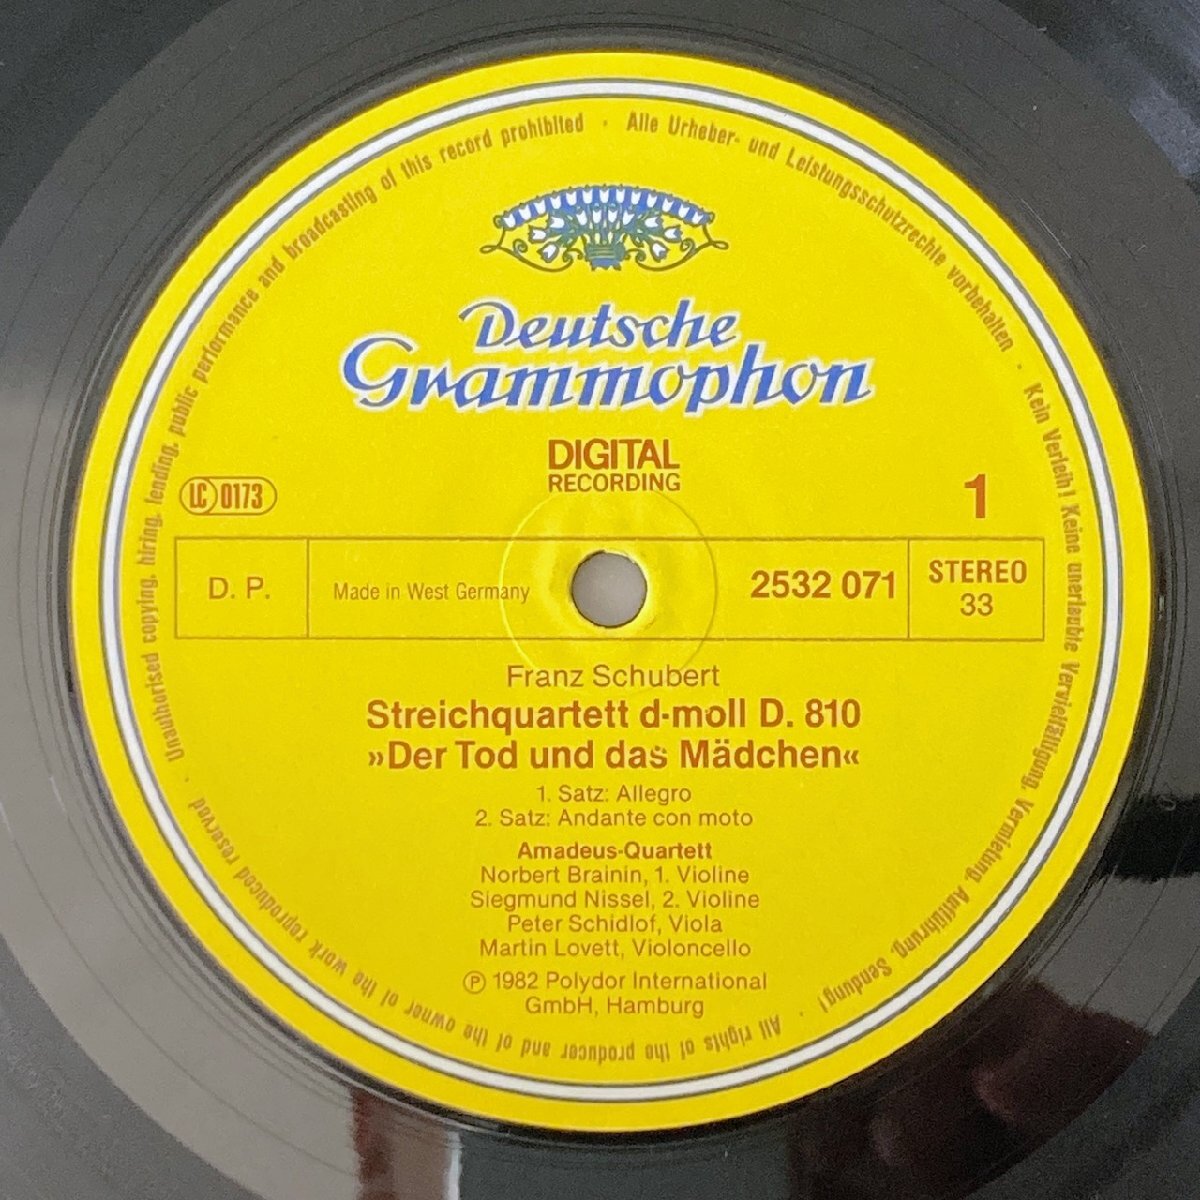 Alle Urheber- und Leistungsschutzrechte vorbehalten · Kein Verleih! Keine unerlaubte Vervielfältigung, Vermietung, Aufführung, Sendung! · All rights of the producer and of the owner of the work reproduced reserved · Unauthorised copying, hiring, lending, public performance and broadcasting of this record prohibited ·
Deutsche
Grammophon
DIGITAL
RECORDING
LC 0173
1
D. P.
Made in West Germany
2532 071
STEREO
33
Franz Schubert
Streichquartett d-moll D. 810
»Der Tod und das Mädchen«
1. Satz: Allegro
2. Satz: Andante con moto
Amadeus-Quartett
Norbert Brainin, 1. Violine
Siegmund Nissel, 2. Violine
Peter Schidlof, Viola
Martin Lovett, Violoncello
℗ 1982 Polydor International
GmbH, Hamburg